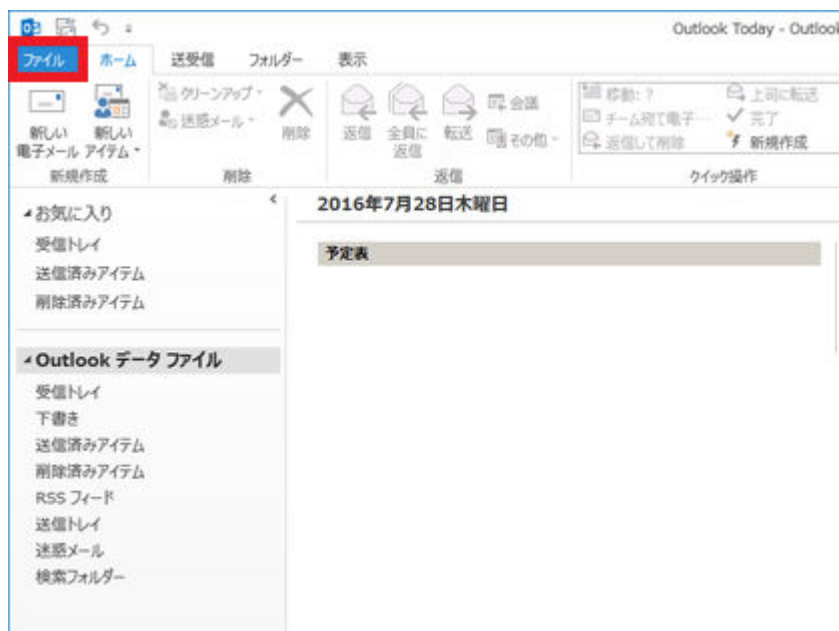 Outlook Today - Outlook
ファイル ホーム 送受信 フォルダー 表示
新しい
電子メール
新しい
アイテム
クリーンアップ
迷惑メール
削除
返信
全員に
返信
転送
会議
その他
移動: ?
チーム宛て電子…
返信して削除
上司に転送
完了
新規作成
新規作成 削除 返信 クイック操作
お気に入り
受信トレイ
送信済みアイテム
削除済みアイテム
Outlook データ ファイル
受信トレイ
下書き
送信済みアイテム
削除済みアイテム
RSS フィード
送信トレイ
迷惑メール
検索フォルダー
2016年7月28日木曜日
予定表